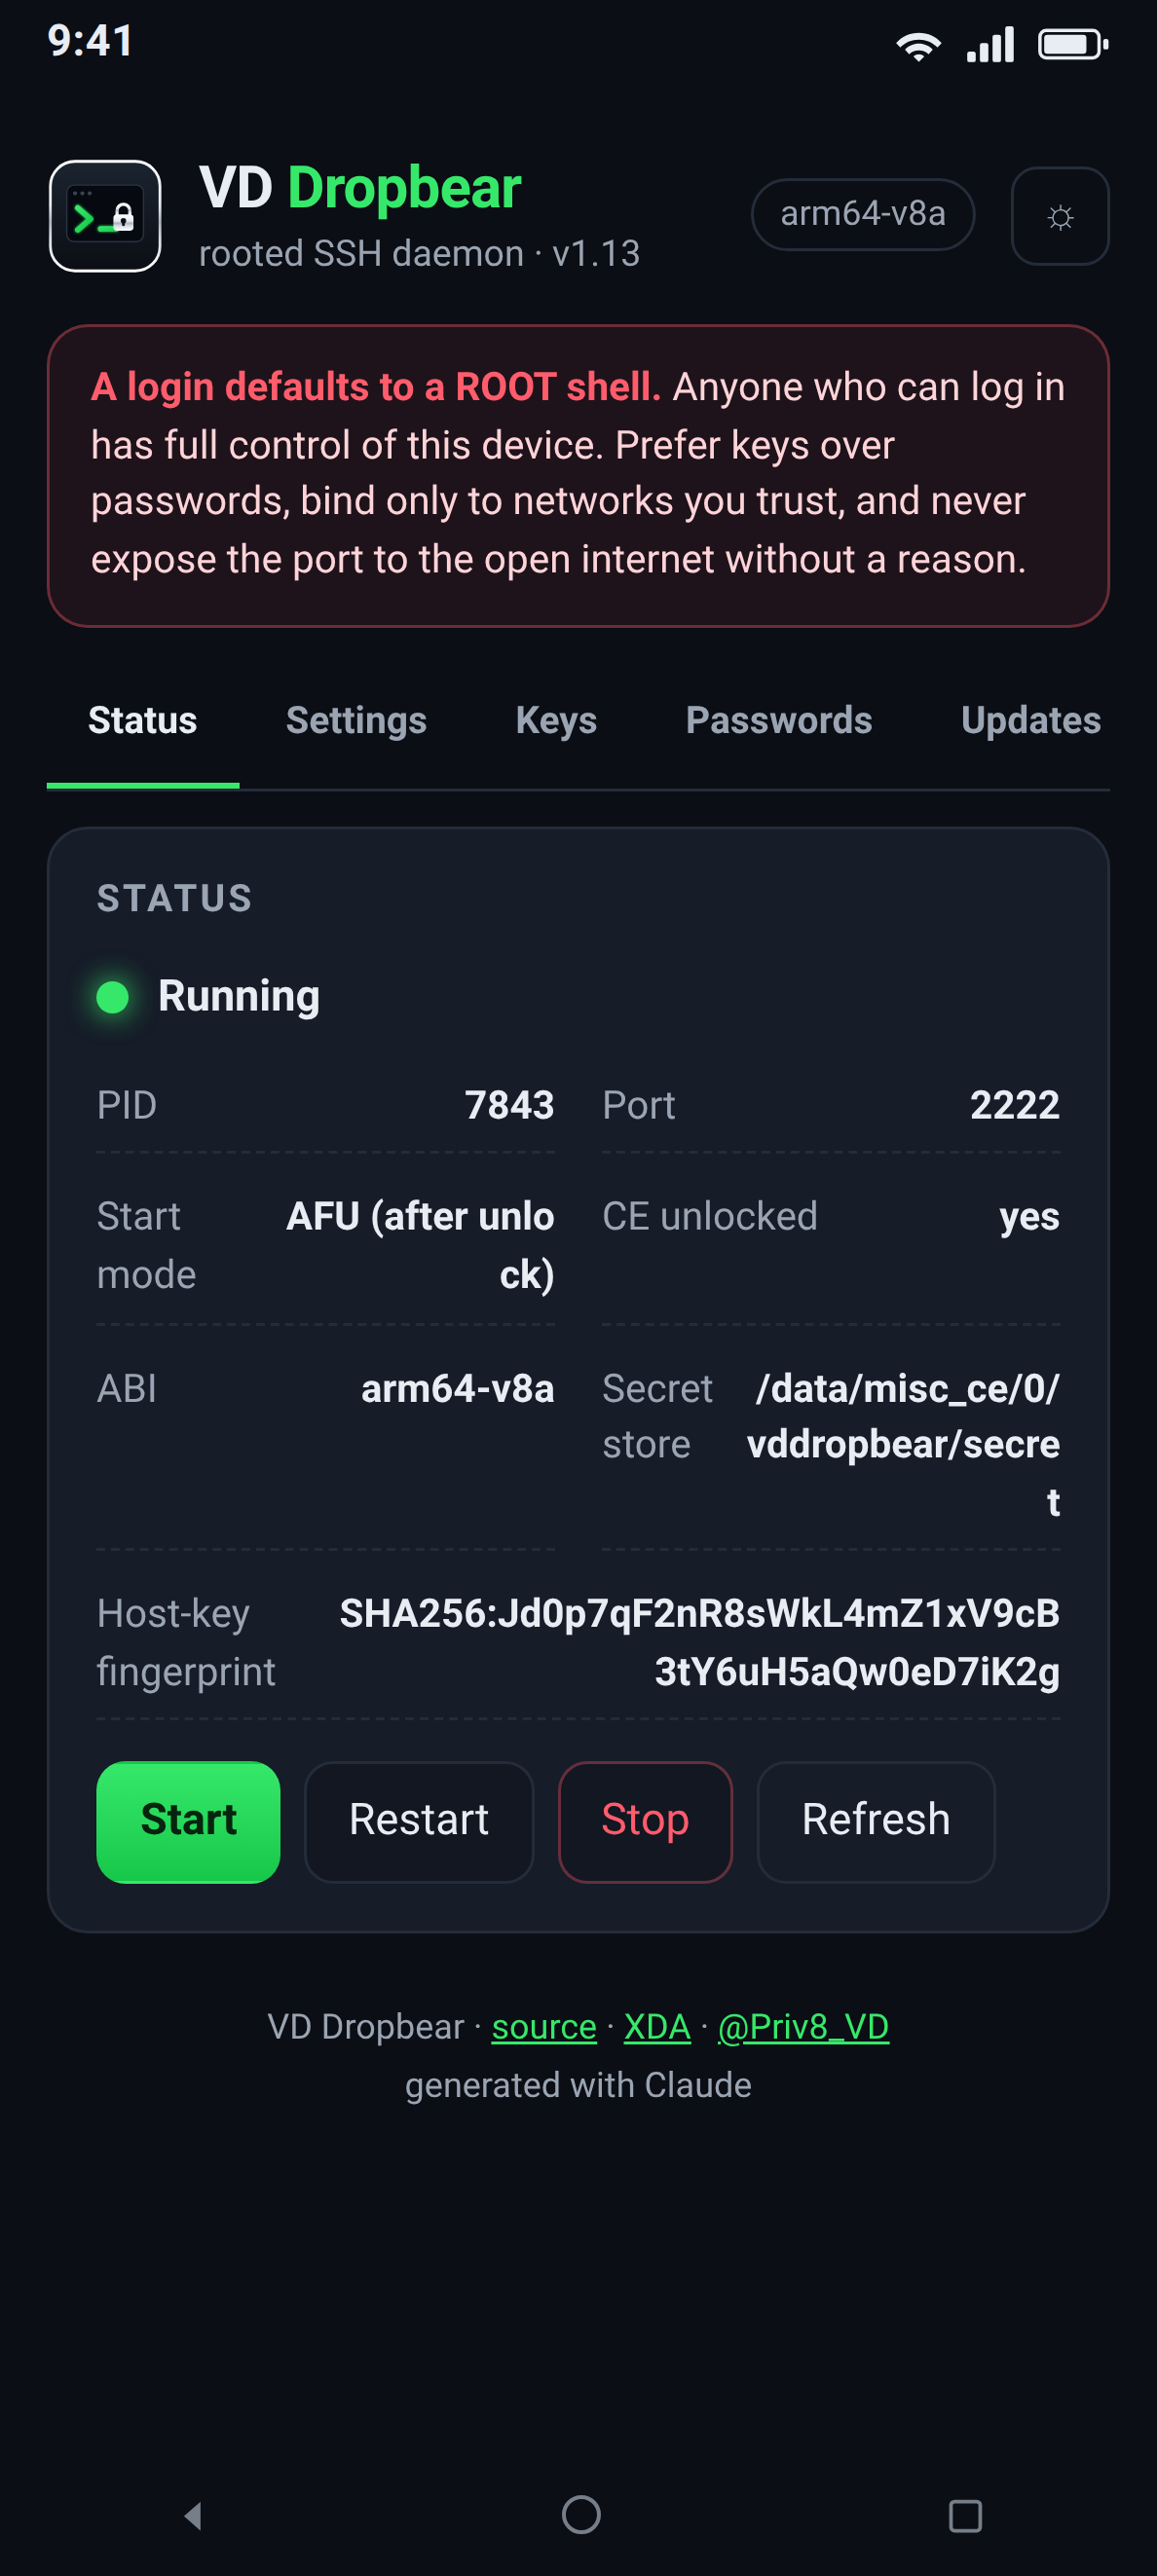 9:41
VD Dropbear
rooted SSH daemon · v1.13
arm64-v8a
A login defaults to a ROOT shell. Anyone who can log in
has full control of this device. Prefer keys over
passwords, bind only to networks you trust, and never
expose the port to the open internet without a reason.
Status Settings Keys Passwords Updates
STATUS
Running
PID 7843 Port 2222
Start AFU (after unlo CE unlocked yes
mode ck)
ABI arm64-v8a Secret /data/misc_ce/0/
store vddropbear/secre
t
Host-key SHA256:Jd0p7qF2nR8sWkL4mZ1xV9cB
fingerprint 3tY6uH5aQw0eD7iK2g
Start Restart Stop Refresh
VD Dropbear · source · XDA · @Priv8_VD
generated with Claude